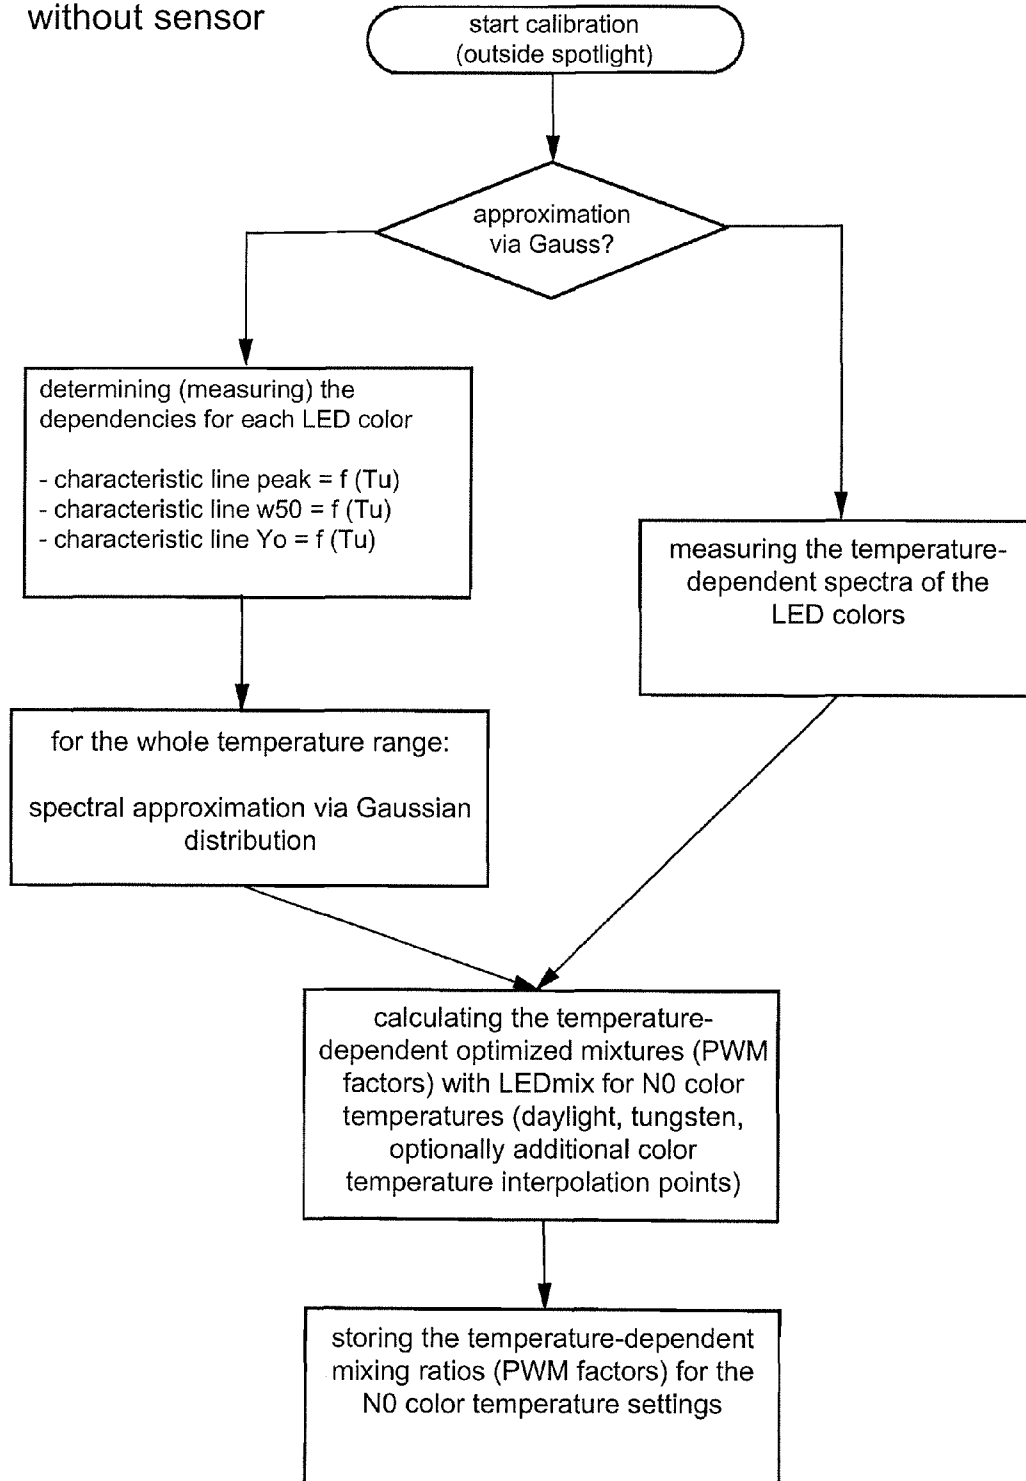 without sensor
start calibration
(outside spotlight)
approximation
via Gauss?
determining (measuring) the
dependencies for each LED color
- characteristic line peak = f (Tu)
- characteristic line w50 = f (Tu)
- characteristic line Yo = f (Tu)
measuring the temperature-
dependent spectra of the
LED colors
for the whole temperature range:
spectral approximation via Gaussian
distribution
calculating the temperature-
dependent optimized mixtures (PWM
factors) with LEDmix for N0 color
temperatures (daylight, tungsten,
optionally additional color
temperature interpolation points)
storing the temperature-dependent
mixing ratios (PWM factors) for the
N0 color temperature settings